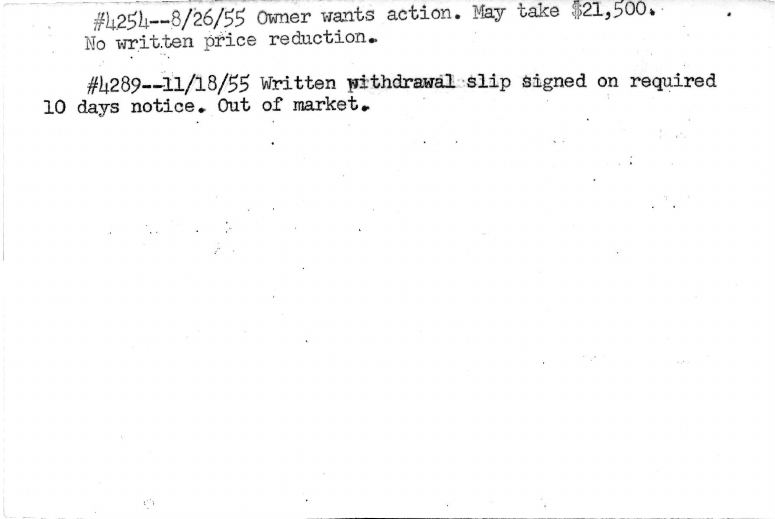 #4254--8/26/55 Owner wants action. May take $21,500.
No written price reduction.
#4289--11/18/55 Written withdrawal slip signed on required
10 days notice. Out of market.